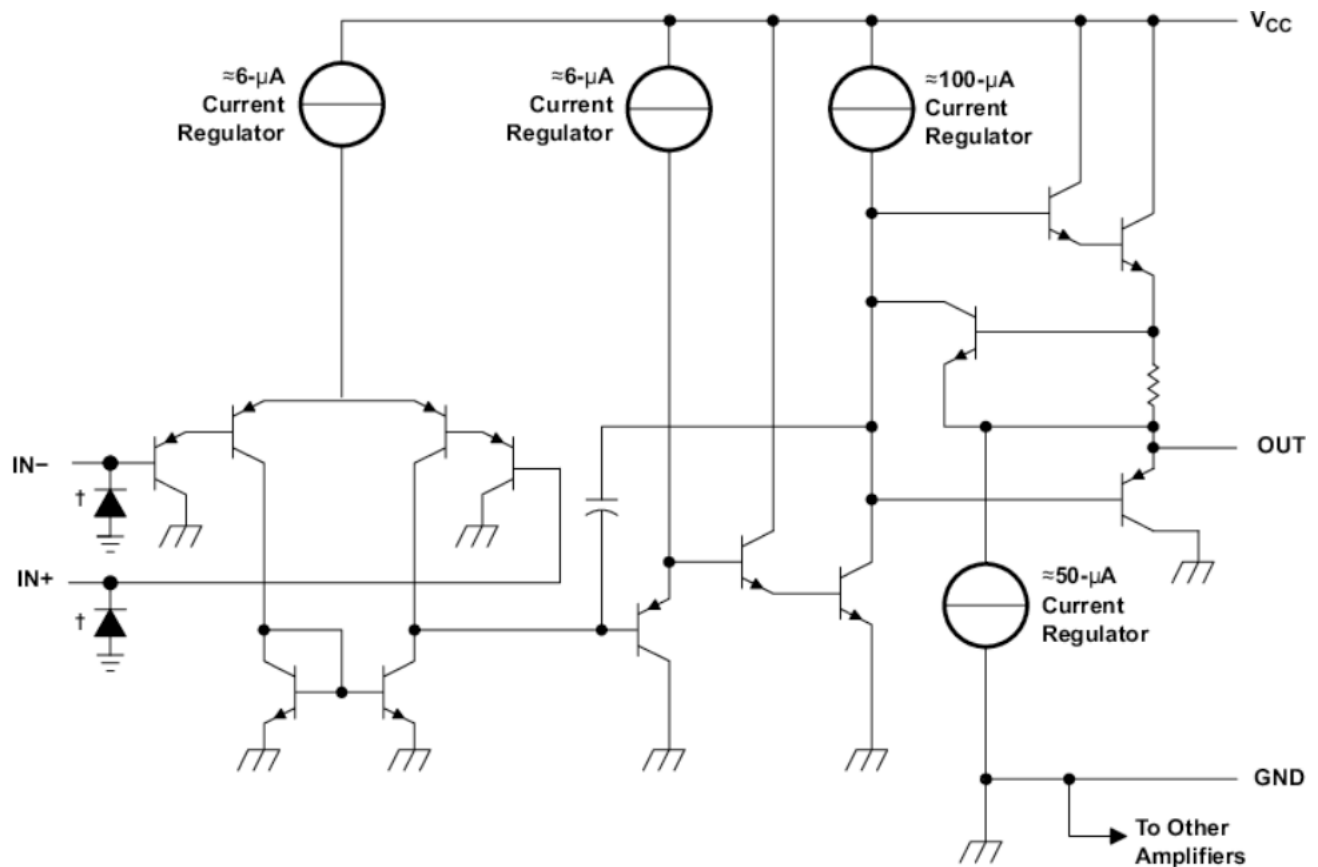 VCC
≈6-µA
Current
Regulator
≈6-µA
Current
Regulator
≈100-µA
Current
Regulator
IN−
†
OUT
IN+
†
≈50-µA
Current
Regulator
GND
To Other
Amplifiers